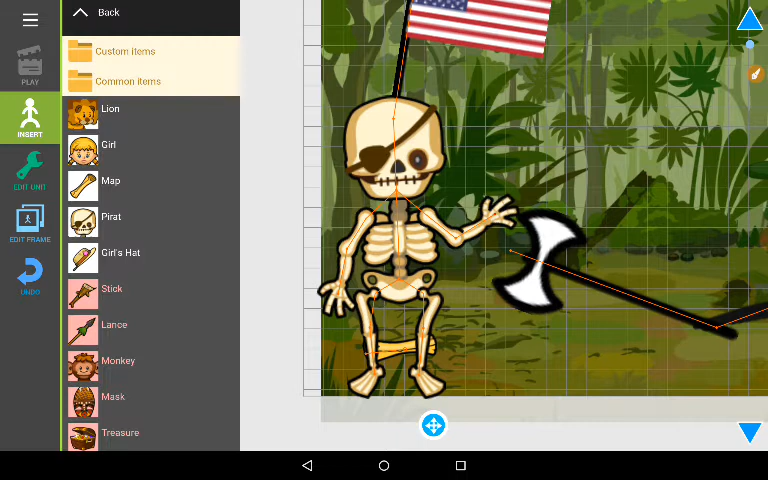 Back
Custom items
Common items
PLAY
Lion
INSERT
Girl
EDIT UNIT
Map
EDIT FRAME
Pirat
UNDO
Girl's Hat
Stick
Lance
Monkey
Mask
Treasure